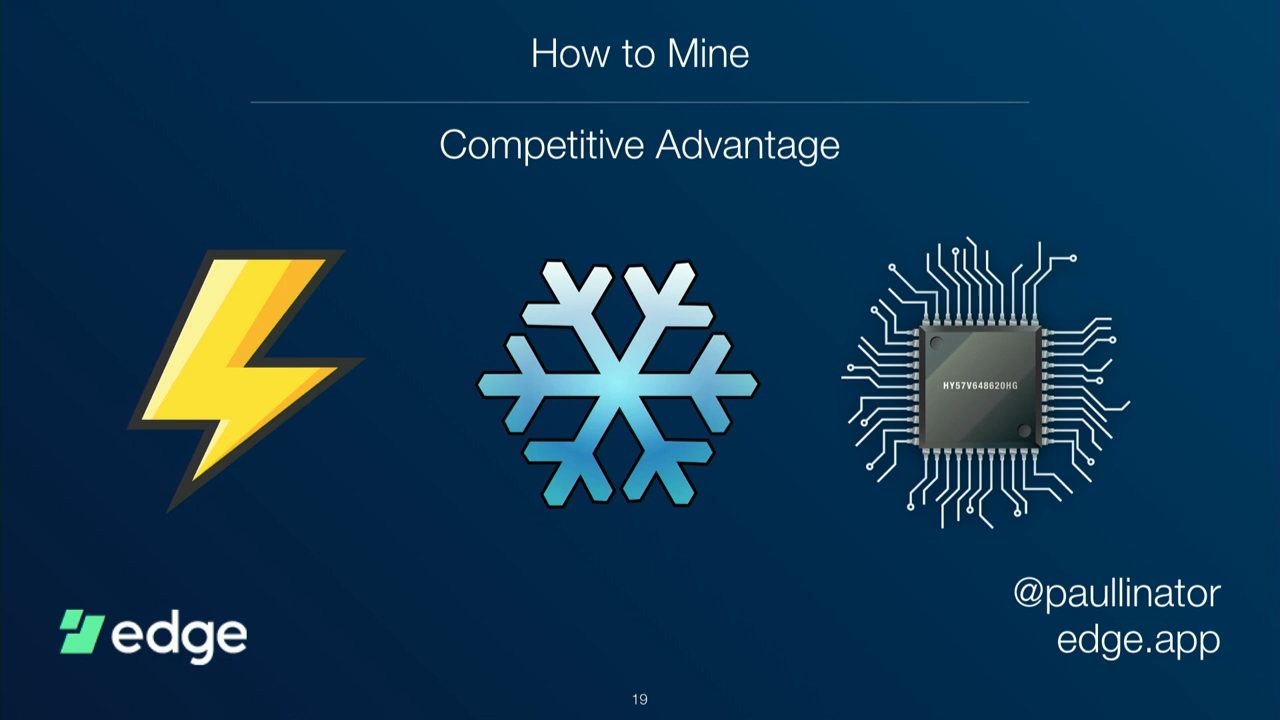 How to Mine
Competitive Advantage
HY57V648620HG
edge
@paullinator
edge.app
19